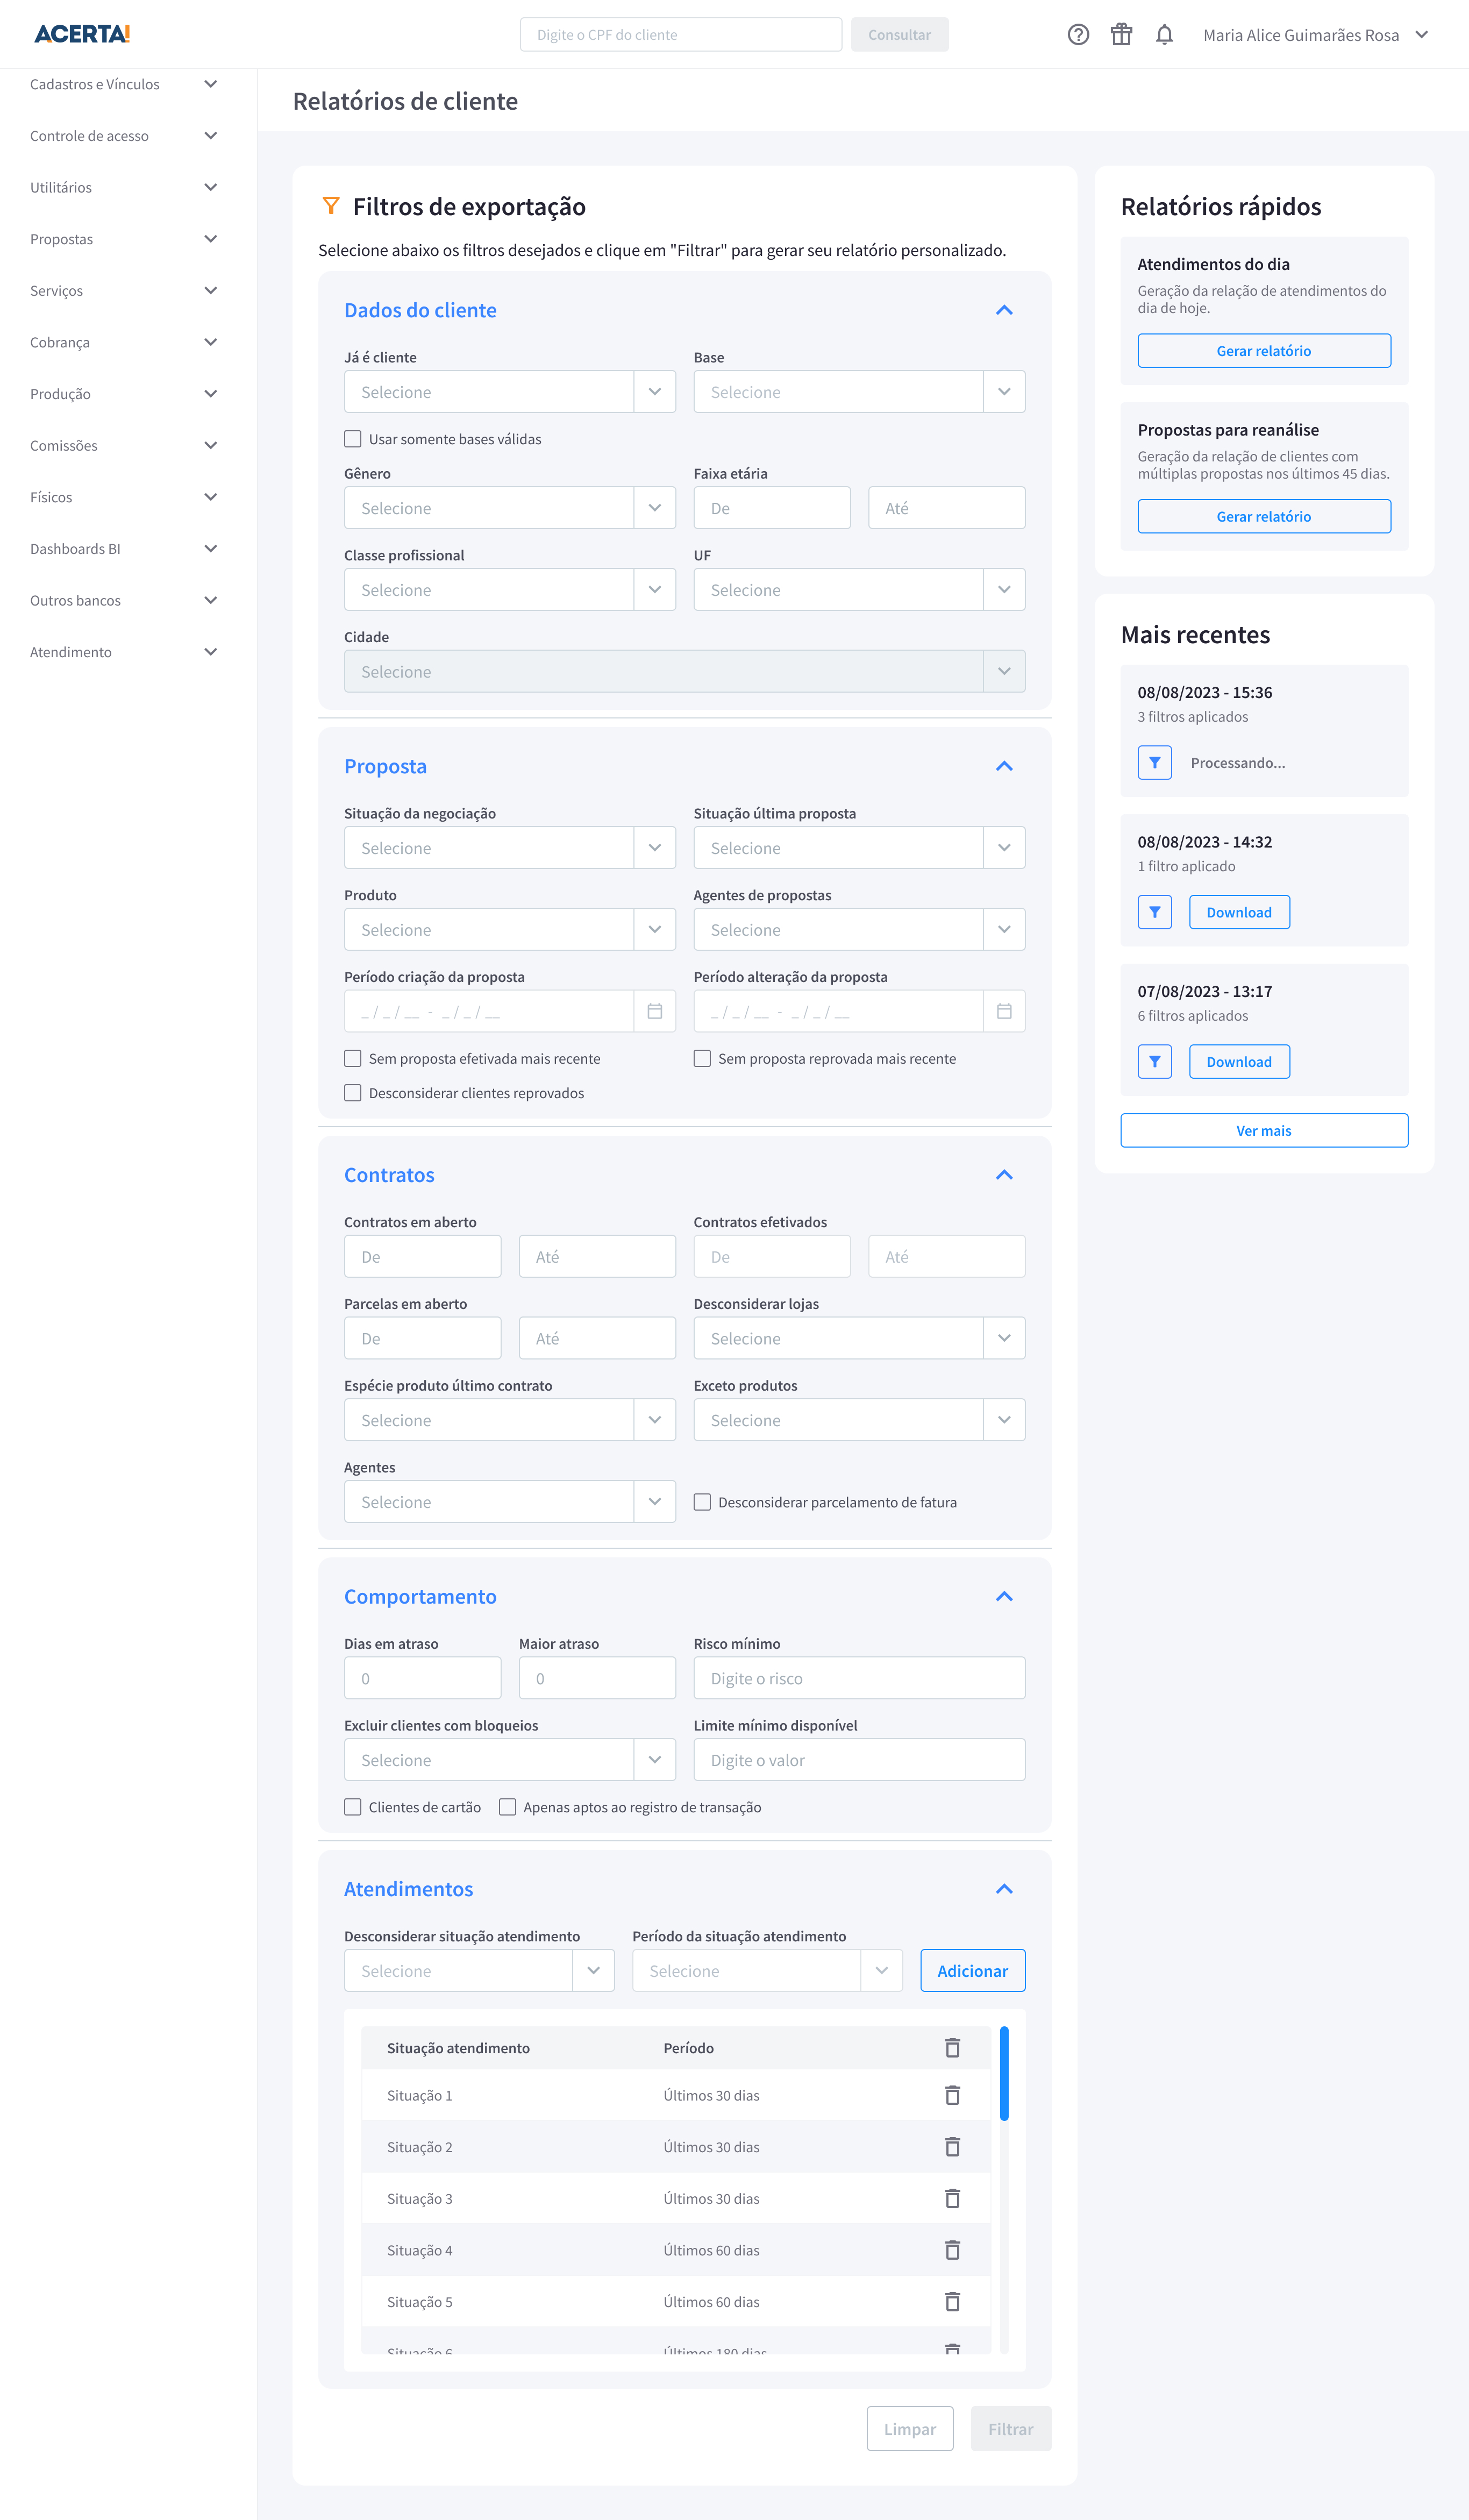 ACERTA!
Digite o CPF do cliente
Consultar
Maria Alice Guimarães Rosa
Cadastros e Vínculos
Controle de acesso
Utilitários
Propostas
Serviços
Cobrança
Produção
Comissões
Físicos
Dashboards BI
Outros bancos
Atendimento
Relatórios de cliente
Filtros de exportação
Selecione abaixo os filtros desejados e clique em "Filtrar" para gerar seu relatório personalizado.
Dados do cliente
Já é cliente
Base
Selecione
Selecione
Usar somente bases válidas
Gênero
Faixa etária
Selecione
De
Até
Classe profissional
UF
Selecione
Selecione
Cidade
Selecione
Proposta
Situação da negociação
Situação última proposta
Selecione
Selecione
Produto
Agentes de propostas
Selecione
Selecione
Período criação da proposta
Período alteração da proposta
_ / _ / __ - _ / _ / __
_ / _ / __ - _ / _ / __
Sem proposta efetivada mais recente
Sem proposta reprovada mais recente
Desconsiderar clientes reprovados
Contratos
Contratos em aberto
Contratos efetivados
De
Até
De
Até
Parcelas em aberto
Desconsiderar lojas
De
Até
Selecione
Espécie produto último contrato
Exceto produtos
Selecione
Selecione
Agentes
Selecione
Desconsiderar parcelamento de fatura
Comportamento
Dias em atraso
Maior atraso
Risco mínimo
0
0
Digite o risco
Excluir clientes com bloqueios
Limite mínimo disponível
Selecione
Digite o valor
Clientes de cartão
Apenas aptos ao registro de transação
Atendimentos
Desconsiderar situação atendimento
Período da situação atendimento
Selecione
Selecione
Adicionar
Situação atendimento
Período
Situação 1
Últimos 30 dias
Situação 2
Últimos 30 dias
Situação 3
Últimos 30 dias
Situação 4
Últimos 60 dias
Situação 5
Últimos 60 dias
Situação 6
Últimos 180 dias
Limpar
Filtrar
Relatórios rápidos
Atendimentos do dia
Geração da relação de atendimentos do
dia de hoje.
Gerar relatório
Propostas para reanálise
Geração da relação de clientes com
múltiplas propostas nos últimos 45 dias.
Gerar relatório
Mais recentes
08/08/2023 - 15:36
3 filtros aplicados
Processando...
08/08/2023 - 14:32
1 filtro aplicado
Download
07/08/2023 - 13:17
6 filtros aplicados
Download
Ver mais